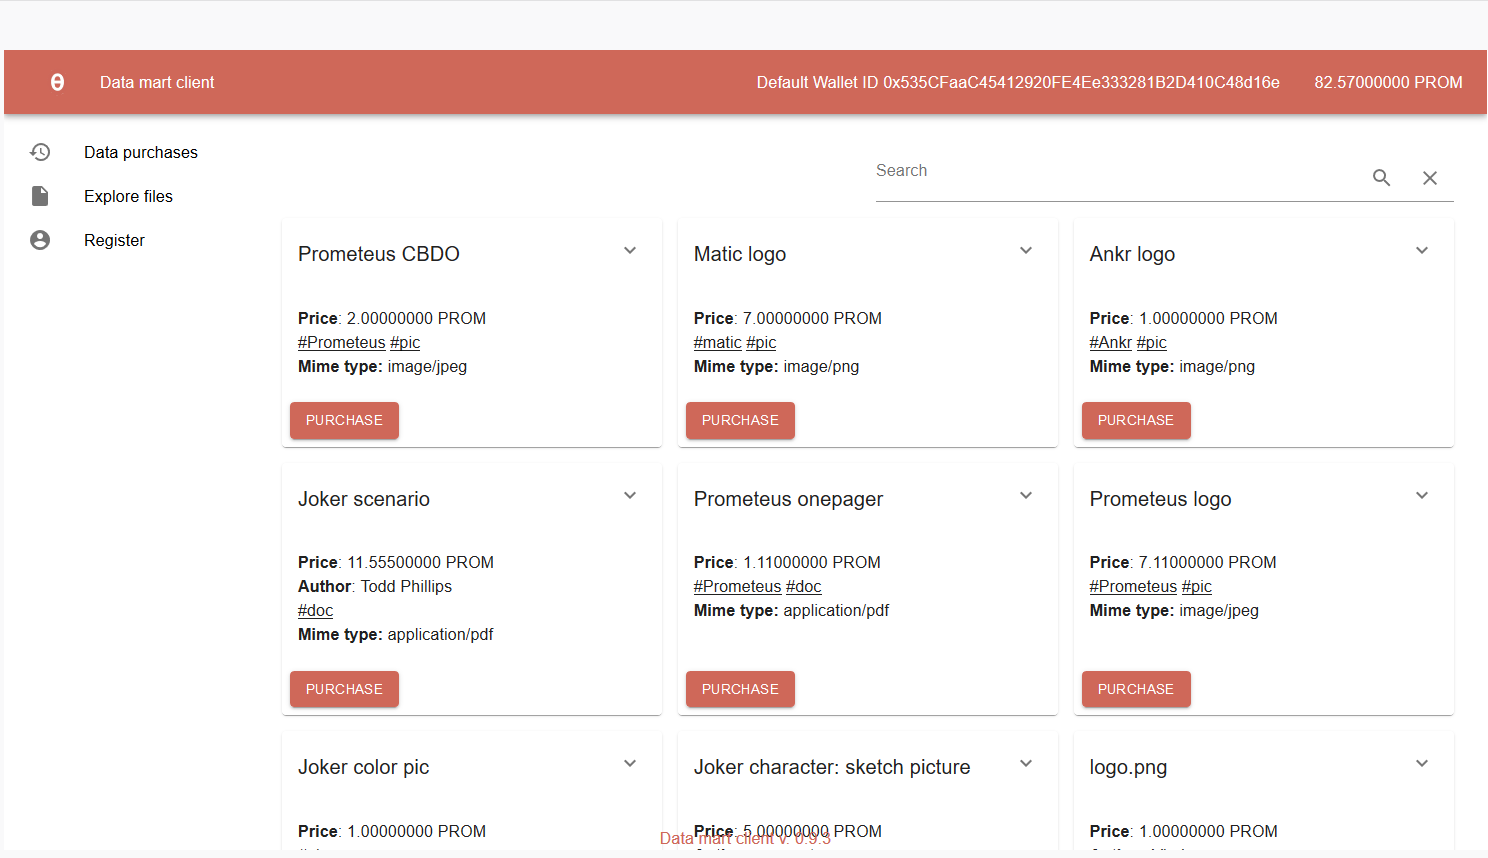 Data mart client
Default Wallet ID 0x535CFaaC45412920FE4Ee333281B2D410C48d16e
82.57000000 PROM
Data purchases
Explore files
Register
Search
Prometeus CBDO
Price: 2.00000000 PROM
#Prometeus #pic
Mime type: image/jpeg
PURCHASE
Matic logo
Price: 7.00000000 PROM
#matic #pic
Mime type: image/png
PURCHASE
Ankr logo
Price: 1.00000000 PROM
#Ankr #pic
Mime type: image/png
PURCHASE
Joker scenario
Price: 11.55500000 PROM
Author: Todd Phillips
#doc
Mime type: application/pdf
PURCHASE
Prometeus onepager
Price: 1.11000000 PROM
#Prometeus #doc
Mime type: application/pdf
PURCHASE
Prometeus logo
Price: 7.11000000 PROM
#Prometeus #pic
Mime type: image/jpeg
PURCHASE
Joker color pic
Price: 1.00000000 PROM
Joker character: sketch picture
Price: 5.00000000 PROM
logo.png
Price: 1.00000000 PROM
Data mart client v. 0.9.3